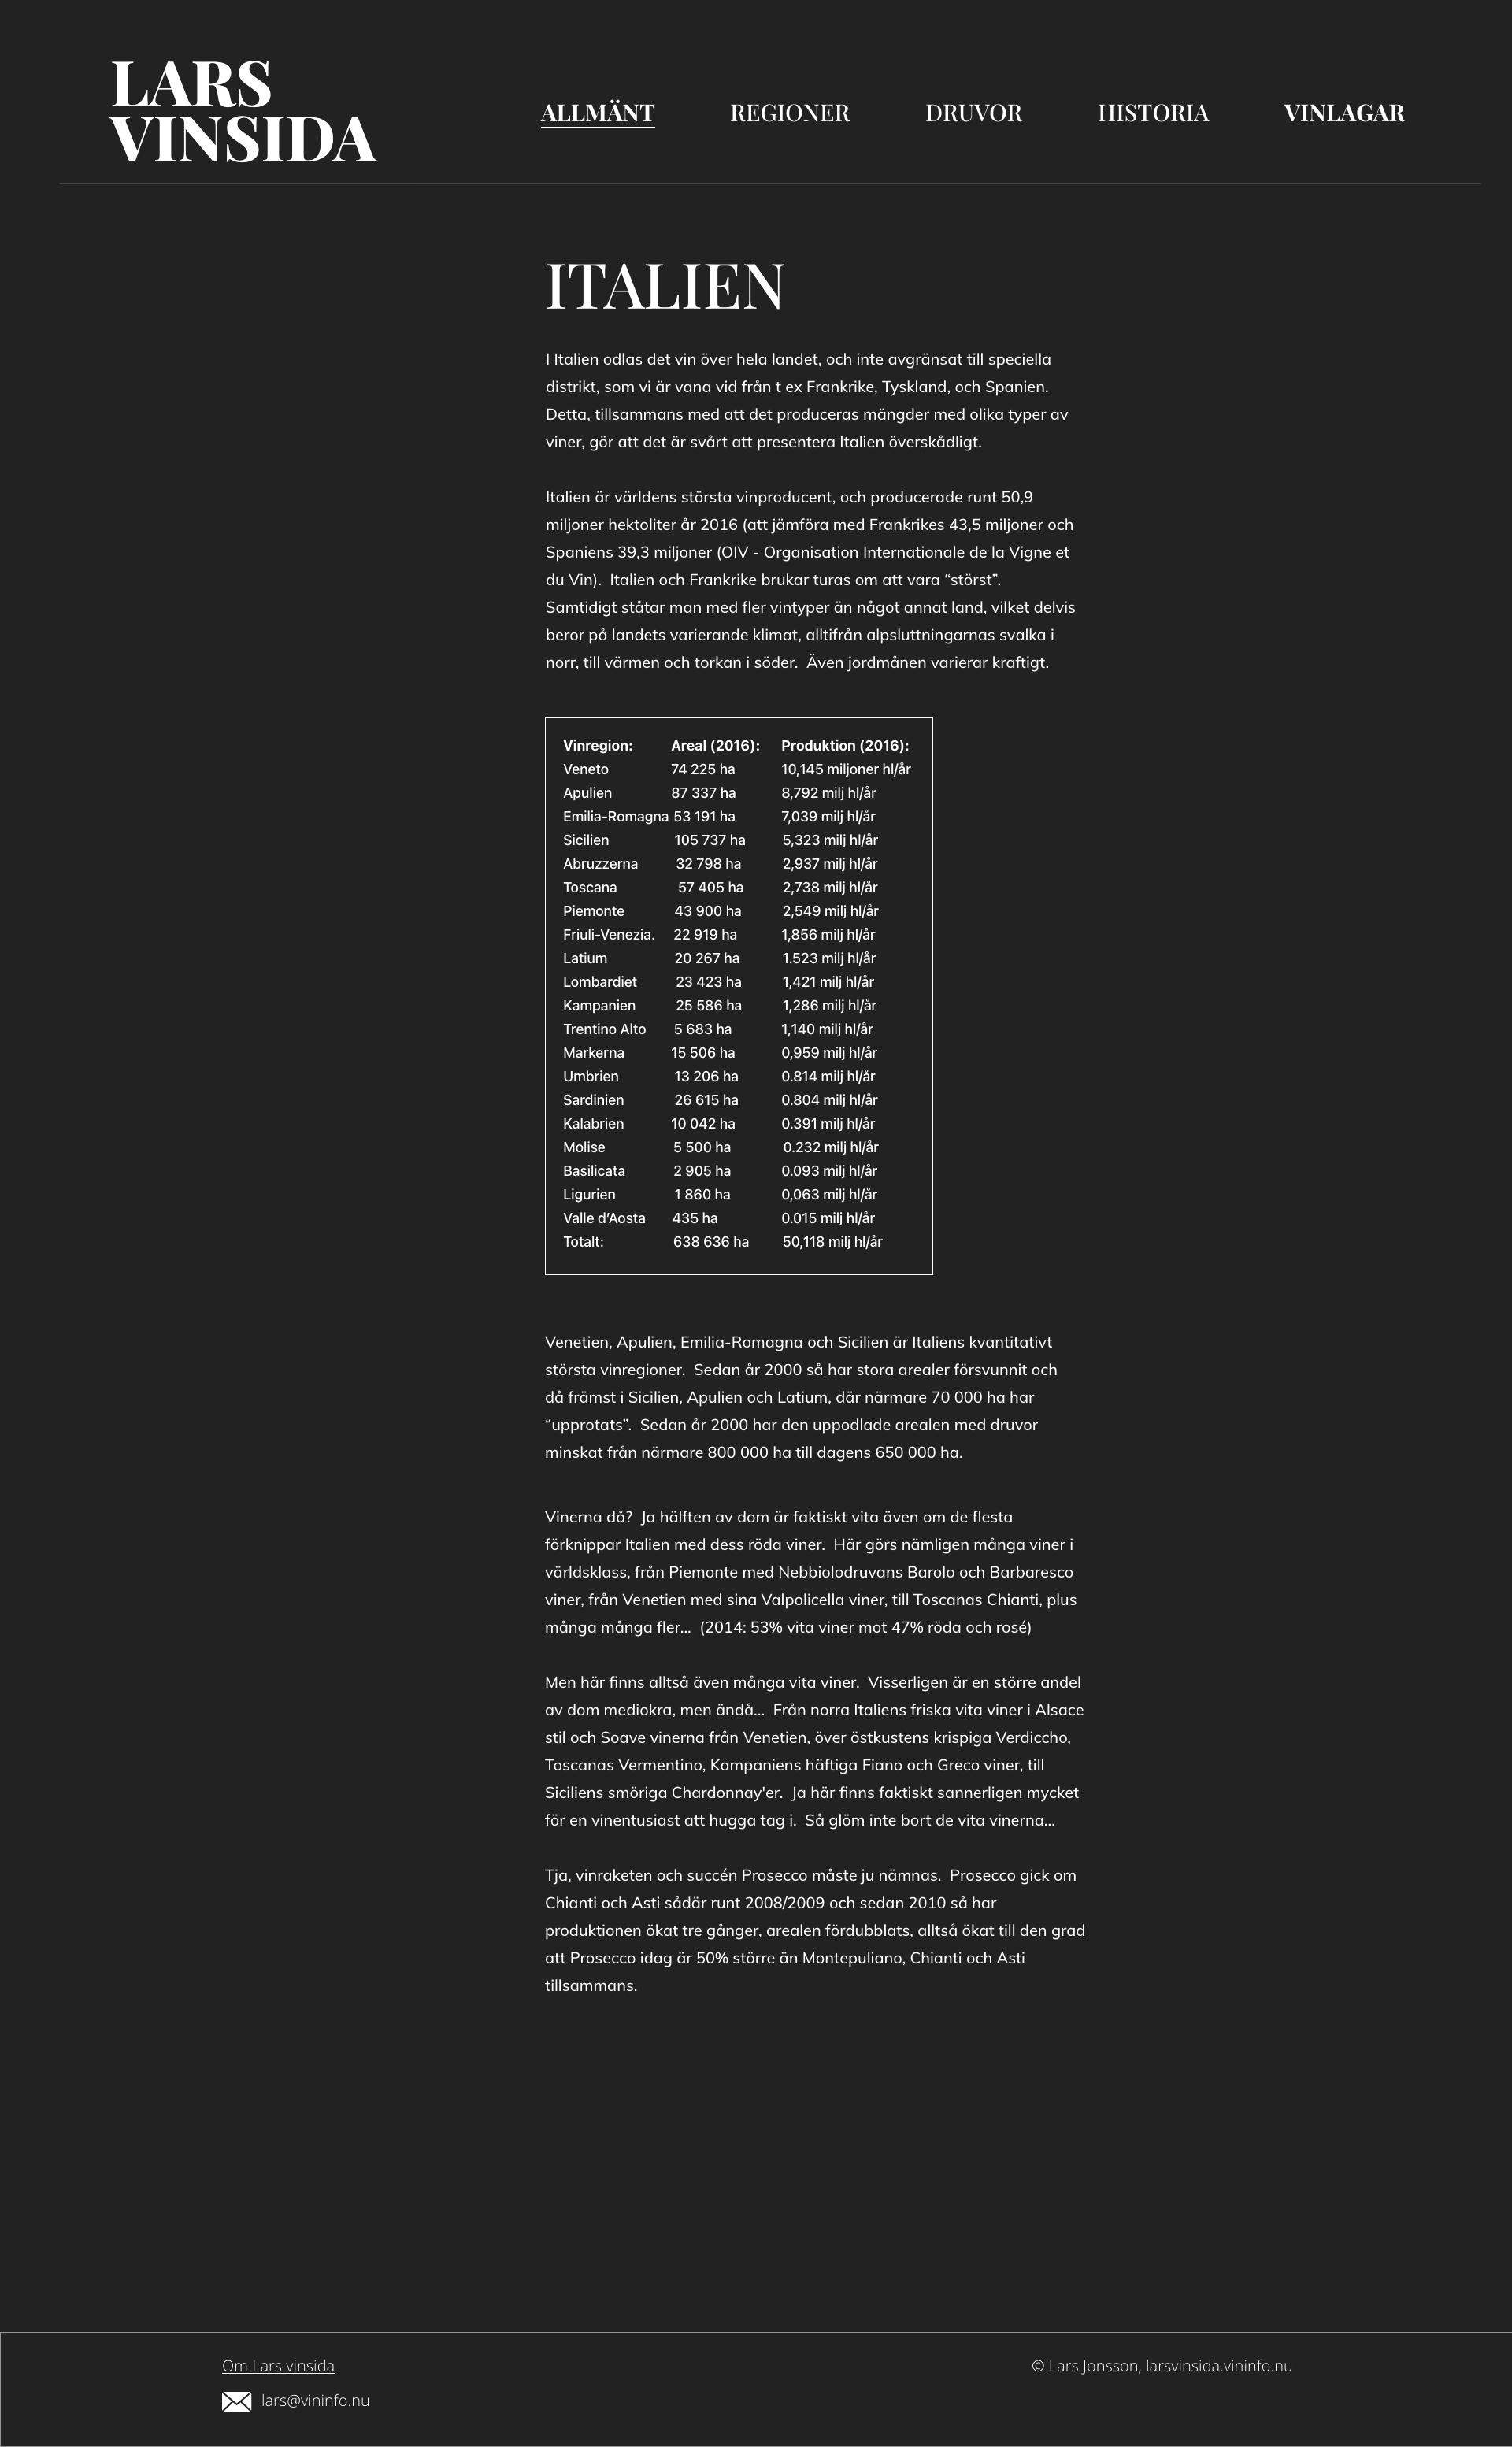 LARS
VINSIDA
ALLMÄNT REGIONER DRUVOR HISTORIA VINLAGAR
ITALIEN
I Italien odlas det vin över hela landet, och inte avgränsat till speciella
distrikt, som vi är vana vid från t ex Frankrike, Tyskland, och Spanien.
Detta, tillsammans med att det produceras mängder med olika typer av
viner, gör att det är svårt att presentera Italien överskådligt.
Italien är världens största vinproducent, och producerade runt 50,9
miljoner hektoliter år 2016 (att jämföra med Frankrikes 43,5 miljoner och
Spaniens 39,3 miljoner (OIV - Organisation Internationale de la Vigne et
du Vin).  Italien och Frankrike brukar turas om att vara “störst”.
Samtidigt ståtar man med fler vintyper än något annat land, vilket delvis
beror på landets varierande klimat, alltifrån alpsluttningarnas svalka i
norr, till värmen och torkan i söder.  Även jordmånen varierar kraftigt.
Vinregion: Areal (2016): Produktion (2016):
Veneto 74 225 ha 10,145 miljoner hl/år
Apulien 87 337 ha 8,792 milj hl/år
Emilia-Romagna 53 191 ha 7,039 milj hl/år
Sicilien 105 737 ha 5,323 milj hl/år
Abruzzerna 32 798 ha 2,937 milj hl/år
Toscana 57 405 ha 2,738 milj hl/år
Piemonte 43 900 ha 2,549 milj hl/år
Friuli-Venezia. 22 919 ha 1,856 milj hl/år
Latium 20 267 ha 1.523 milj hl/år
Lombardiet 23 423 ha 1,421 milj hl/år
Kampanien 25 586 ha 1,286 milj hl/år
Trentino Alto 5 683 ha 1,140 milj hl/år
Markerna 15 506 ha 0,959 milj hl/år
Umbrien 13 206 ha 0.814 milj hl/år
Sardinien 26 615 ha 0.804 milj hl/år
Kalabrien 10 042 ha 0.391 milj hl/år
Molise 5 500 ha 0.232 milj hl/år
Basilicata 2 905 ha 0.093 milj hl/år
Ligurien 1 860 ha 0,063 milj hl/år
Valle d’Aosta 435 ha 0.015 milj hl/år
Totalt: 638 636 ha 50,118 milj hl/år
Venetien, Apulien, Emilia-Romagna och Sicilien är Italiens kvantitativt
största vinregioner.  Sedan år 2000 så har stora arealer försvunnit och
då främst i Sicilien, Apulien och Latium, där närmare 70 000 ha har
“upprotats”.  Sedan år 2000 har den uppodlade arealen med druvor
minskat från närmare 800 000 ha till dagens 650 000 ha.
Vinerna då?  Ja hälften av dom är faktiskt vita även om de flesta
förknippar Italien med dess röda viner.  Här görs nämligen många viner i
världsklass, från Piemonte med Nebbiolodruvans Barolo och Barbaresco
viner, från Venetien med sina Valpolicella viner, till Toscanas Chianti, plus
många många fler...  (2014: 53% vita viner mot 47% röda och rosé)
Men här finns alltså även många vita viner.  Visserligen är en större andel
av dom mediokra, men ändå...  Från norra Italiens friska vita viner i Alsace
stil och Soave vinerna från Venetien, över östkustens krispiga Verdiccho,
Toscanas Vermentino, Kampaniens häftiga Fiano och Greco viner, till
Siciliens smöriga Chardonnay'er.  Ja här finns faktiskt sannerligen mycket
för en vinentusiast att hugga tag i.  Så glöm inte bort de vita vinerna...
Tja, vinraketen och succén Prosecco måste ju nämnas.  Prosecco gick om
Chianti och Asti sådär runt 2008/2009 och sedan 2010 så har
produktionen ökat tre gånger, arealen fördubblats, alltså ökat till den grad
att Prosecco idag är 50% större än Montepuliano, Chianti och Asti
tillsammans.
Om Lars vinsida © Lars Jonsson, larsvinsida.vininfo.nu
lars@vininfo.nu